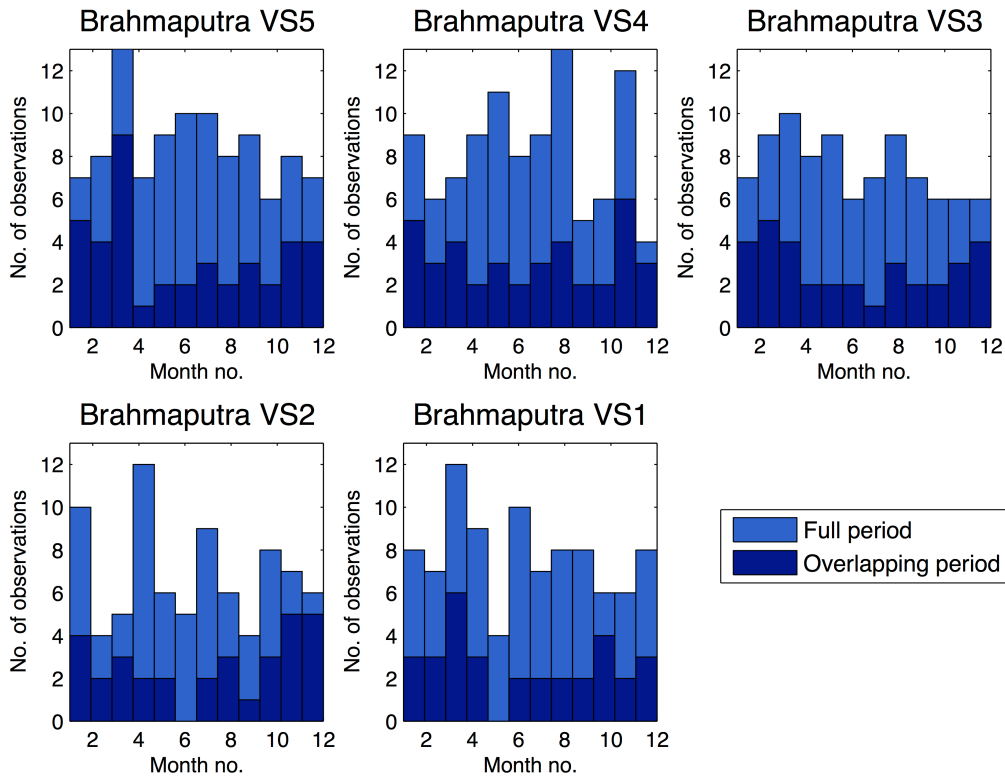 Brahmaputra VS5
Brahmaputra VS4
Brahmaputra VS3
No. of observations
0
2
4
6
8
10
12
2 4 6 8 10 12
Month no.
No. of observations
0
2
4
6
8
10
12
2 4 6 8 10 12
Month no.
No. of observations
0
2
4
6
8
10
12
2 4 6 8 10 12
Month no.
Brahmaputra VS2
Brahmaputra VS1
No. of observations
0
2
4
6
8
10
12
2 4 6 8 10 12
Month no.
No. of observations
0
2
4
6
8
10
12
2 4 6 8 10 12
Month no.
Full period
Overlapping period